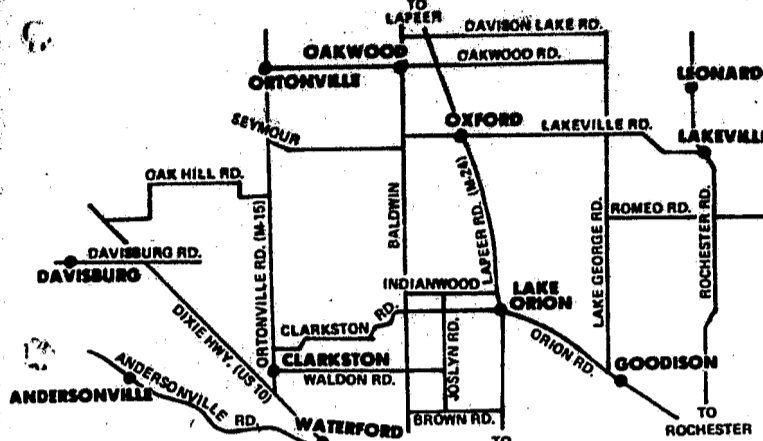 TO
LAPEER
DAVISON LAKE RD.
OAKWOOD
OAKWOOD RD.
ORTONVILLE
LEONARD
SEYMOUR
OXFORD
LAKEVILLE RD.
LAKEVILLE
OAK HILL RD.
ORTONVILLE RD. (M-15)
BALDWIN
LAPEER RD. (M-24)
LAKE GEORGE RD.
ROMEO RD.
ROCHESTER RD.
DAVISBURG RD.
DAVISBURG
DIXIE HWY. (US 10)
INDIANWOOD
LAKE
ORION
CLARKSTON RD.
JOSLYN RD.
ORION RD.
CLARKSTON
WALDON RD.
GOODISON
ANDERSONVILLE
ANDERSONVILLE RD.
BROWN RD.
WATERFORD
TO
TO
ROCHESTER